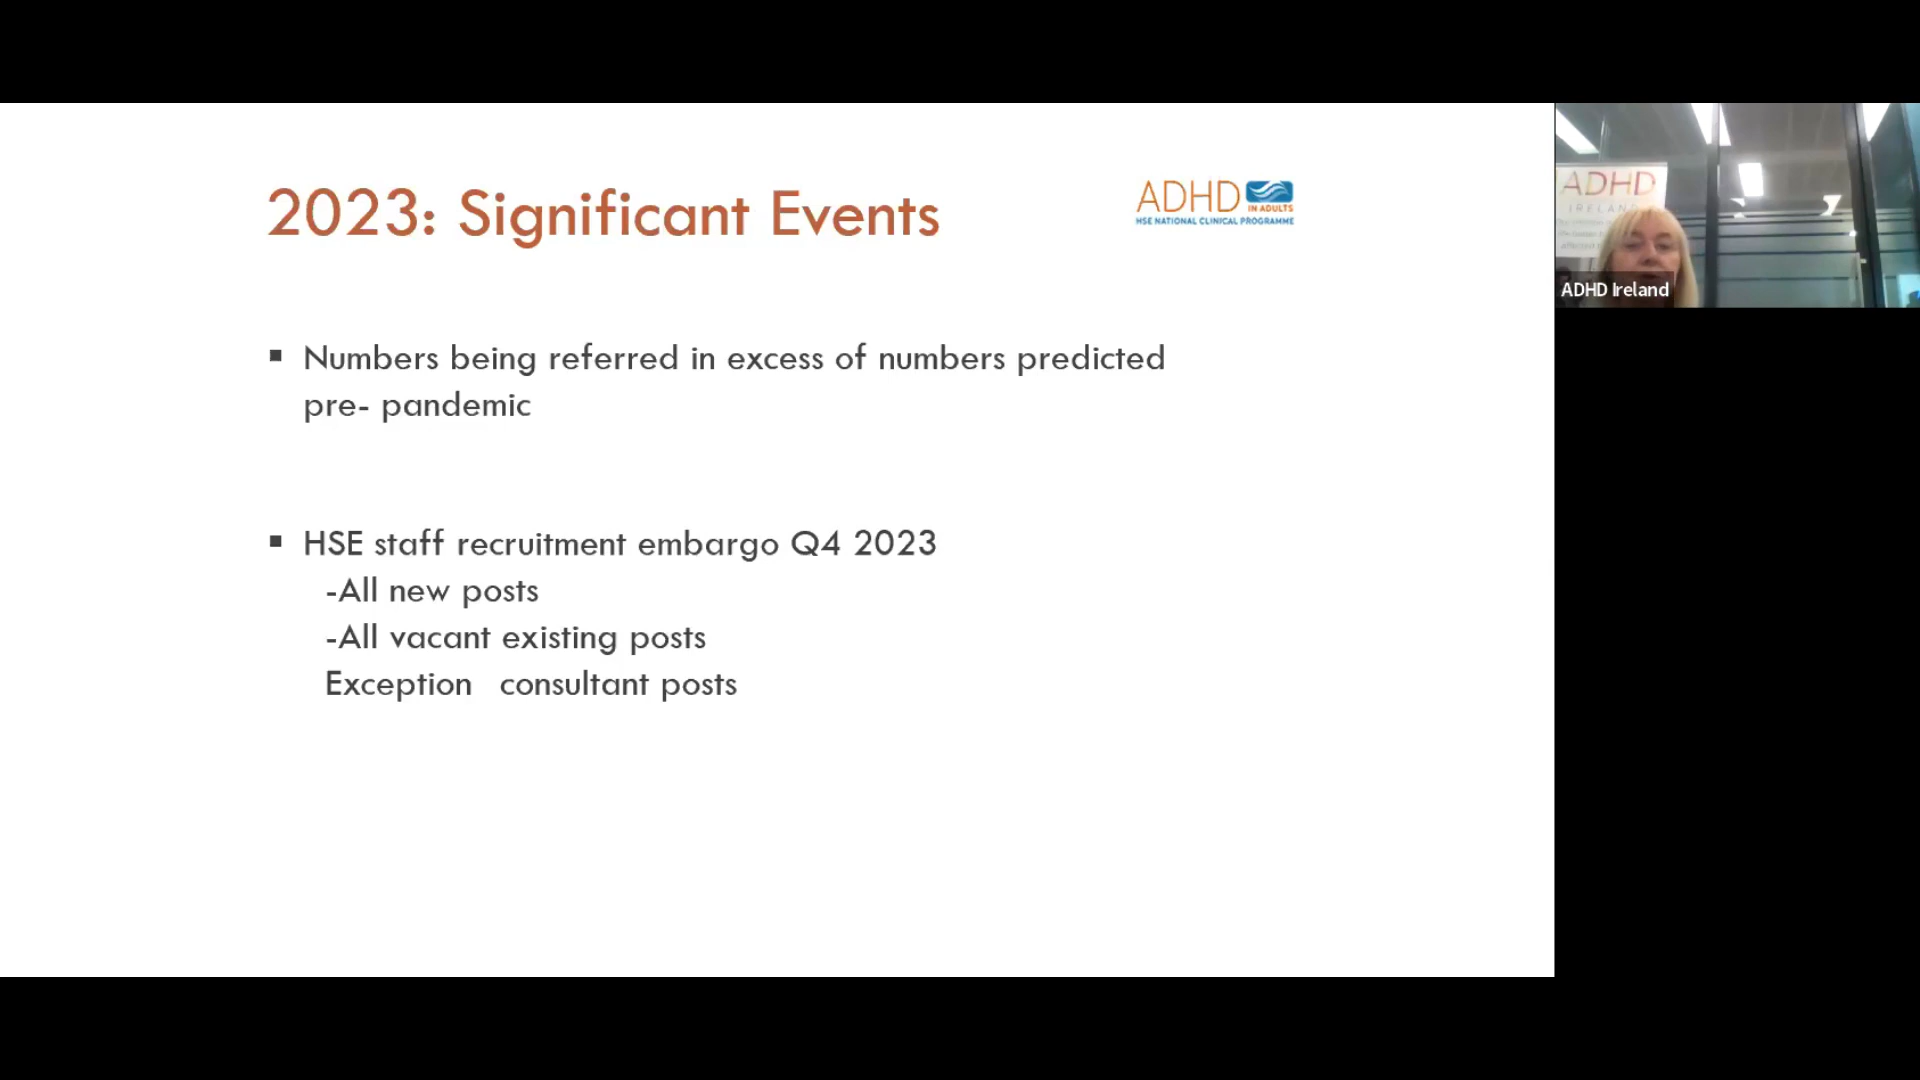 2023: Significant Events
ADHD
IN ADULTS
HSE NATIONAL CLINICAL PROGRAMME
▪ Numbers being referred in excess of numbers predicted
pre- pandemic
▪ HSE staff recruitment embargo Q4 2023
-All new posts
-All vacant existing posts
Exception consultant posts
ADHD
IRELAND
ADHD Ireland